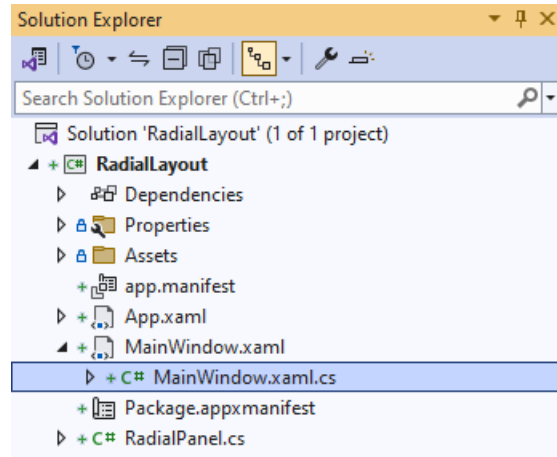 Solution Explorer
Search Solution Explorer (Ctrl+;)
Solution 'RadialLayout' (1 of 1 project)
+ C# RadialLayout
Dependencies
Properties
Assets
+ app.manifest
+ App.xaml
+ MainWindow.xaml
+ C# MainWindow.xaml.cs
+ Package.appxmanifest
+ C# RadialPanel.cs